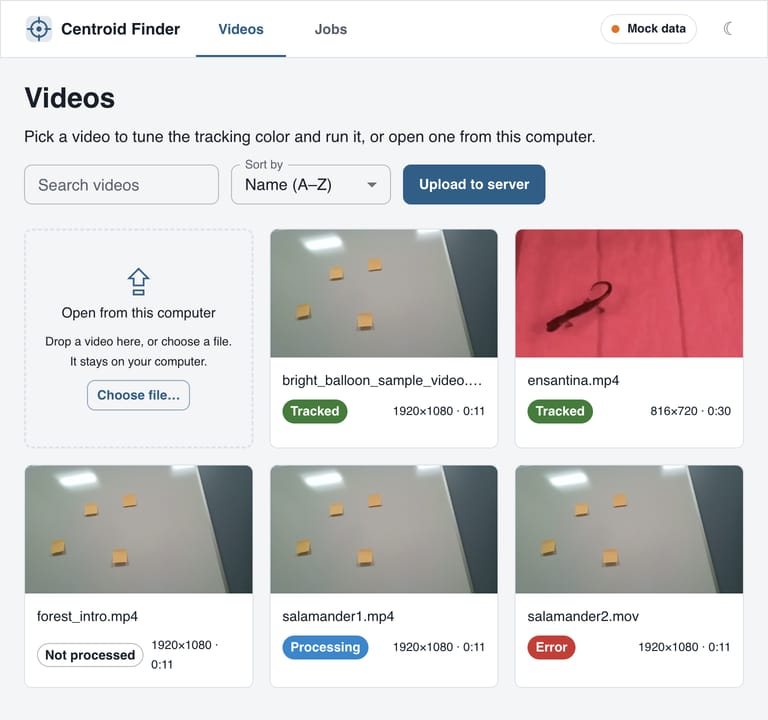 Centroid Finder
Videos
Jobs
Mock data
Videos
Pick a video to tune the tracking color and run it, or open one from this computer.
Search videos
Sort by
Name (A–Z)
Upload to server
Open from this computer
Drop a video here, or choose a file.
It stays on your computer.
Choose file…
bright_balloon_sample_video.…
Tracked
1920×1080 · 0:11
ensantina.mp4
Tracked
816×720 · 0:30
forest_intro.mp4
Not processed
1920×1080 ·
0:11
salamander1.mp4
Processing
1920×1080 · 0:11
salamander2.mov
Error
1920×1080 · 0:11